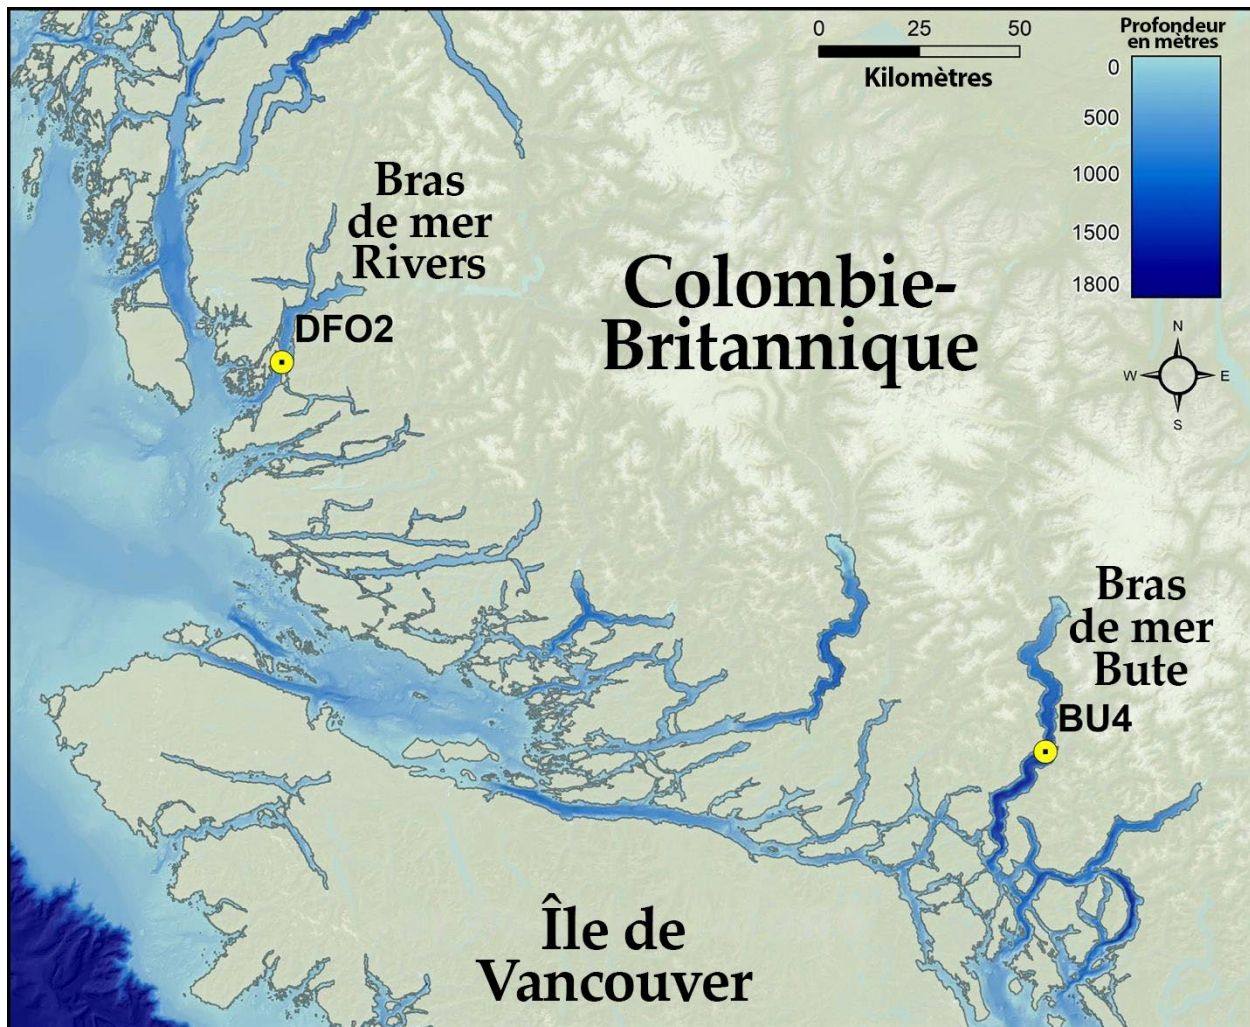 0 25 50
Kilomètres
Profondeur
en mètres
0
500
1000
1500
1800
N
W E
S
Bras
de mer
Rivers
DFO2
Colombie-
Britannique
Bras
de mer
Bute
BU4
Île de
Vancouver